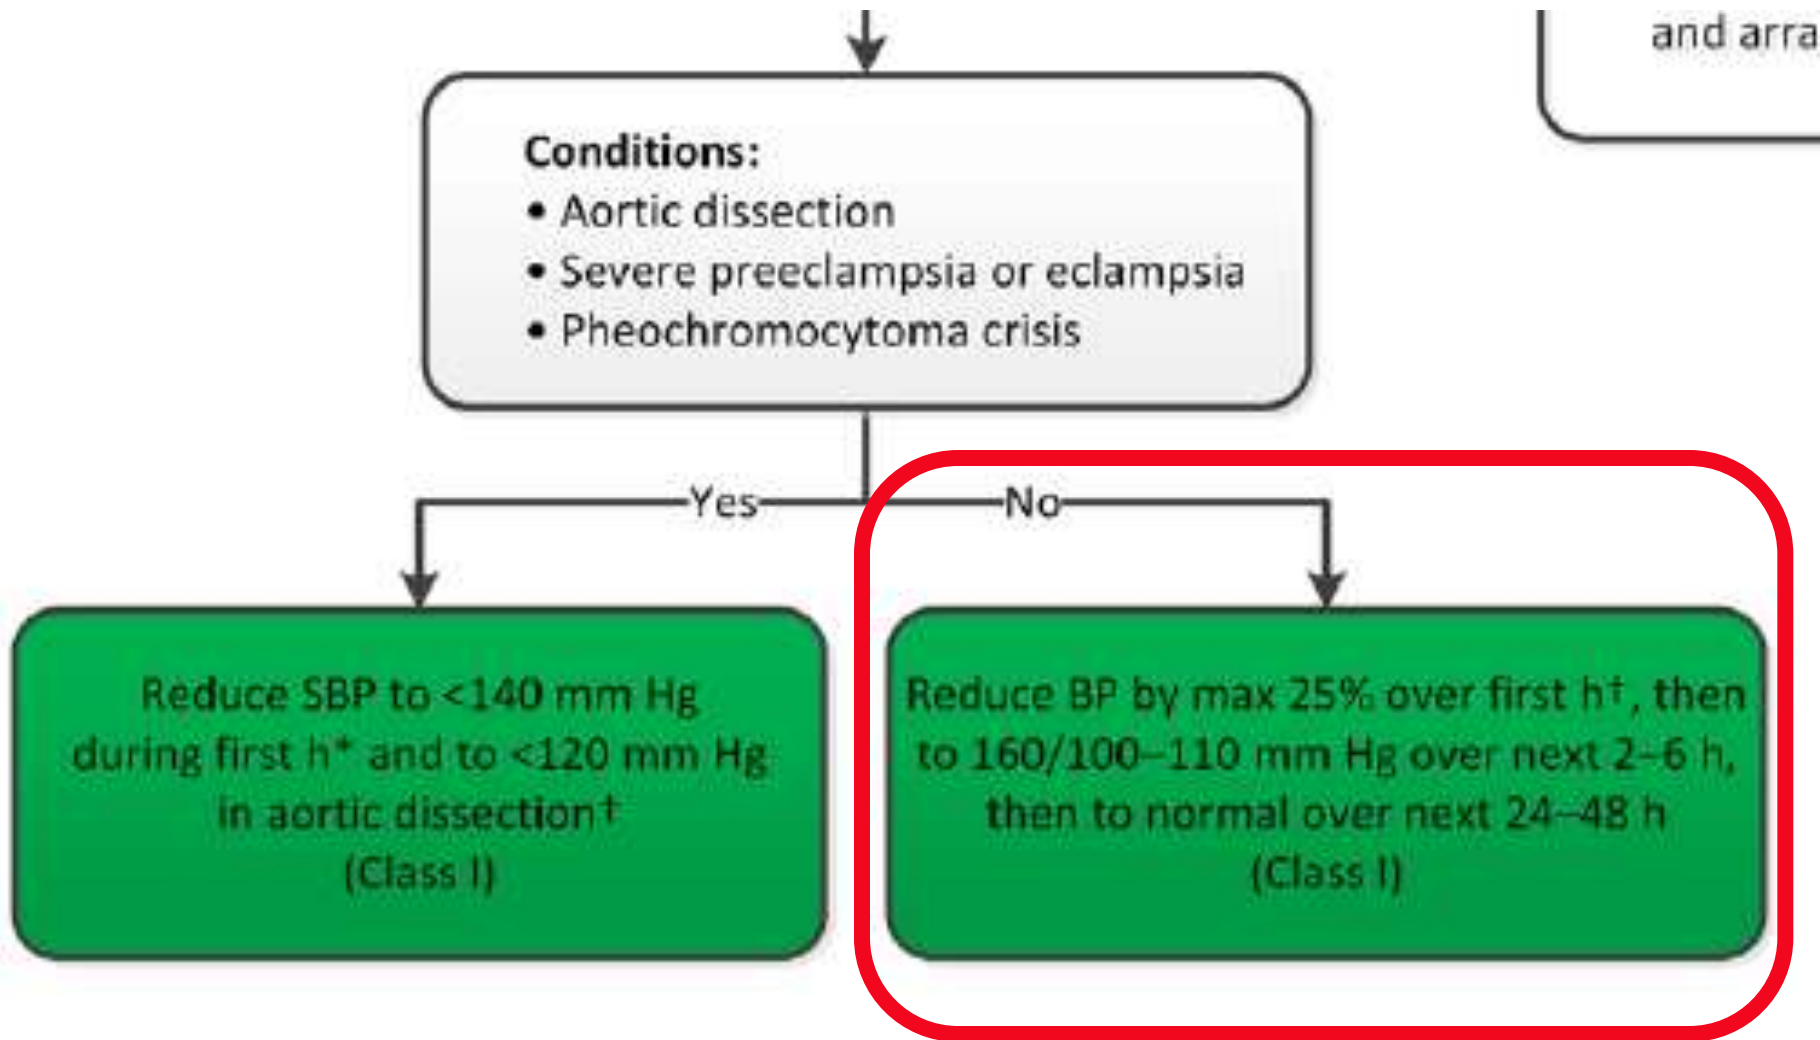 and arra
Conditions:
• Aortic dissection
• Severe preeclampsia or eclampsia
• Pheochromocytoma crisis
Yes
No
Reduce SBP to <140 mm Hg
during first h* and to <120 mm Hg
in aortic dissection†
(Class I)
Reduce BP by max 25% over first h†, then
to 160/100–110 mm Hg over next 2–6 h,
then to normal over next 24–48 h
(Class I)